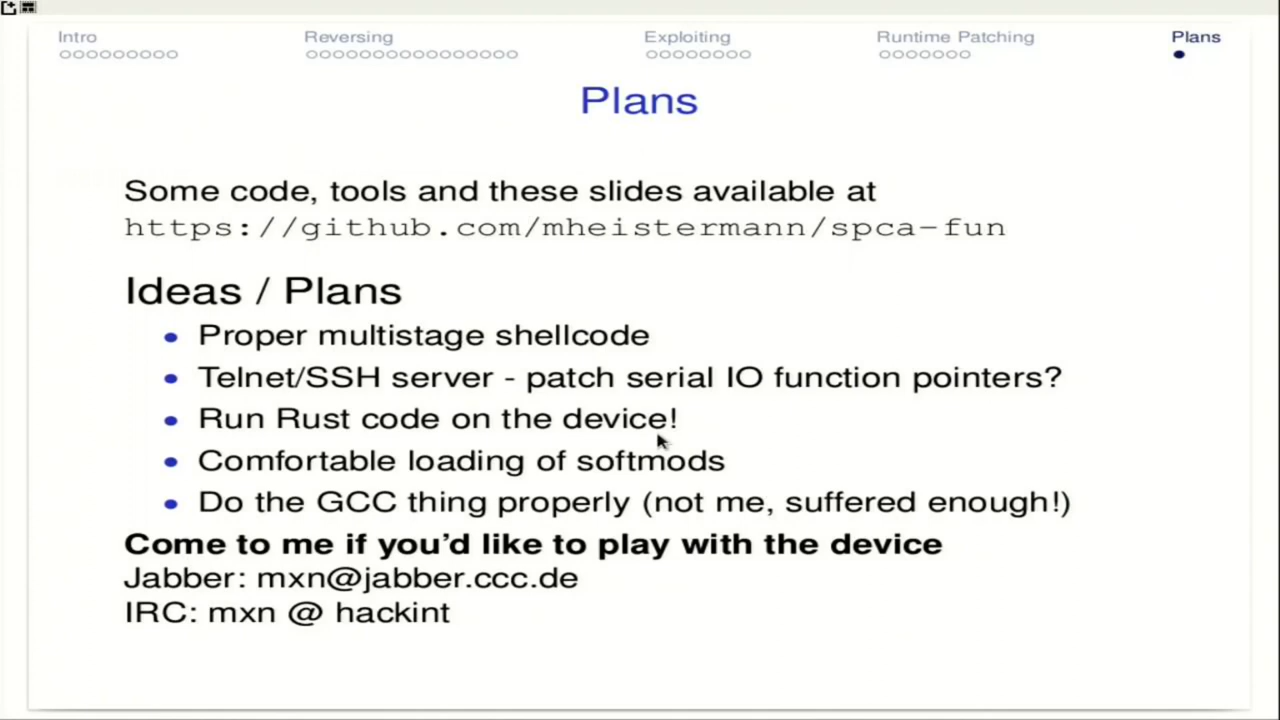 Intro Reversing Exploiting Runtime Patching Plans
Plans
Some code, tools and these slides available at
https://github.com/mheistermann/spca-fun
Ideas / Plans
Proper multistage shellcode
Telnet/SSH server - patch serial IO function pointers?
Run Rust code on the device!
Comfortable loading of softmods
Do the GCC thing properly (not me, suffered enough!)
Come to me if you'd like to play with the device
Jabber: mxn@jabber.ccc.de
IRC: mxn @ hackint